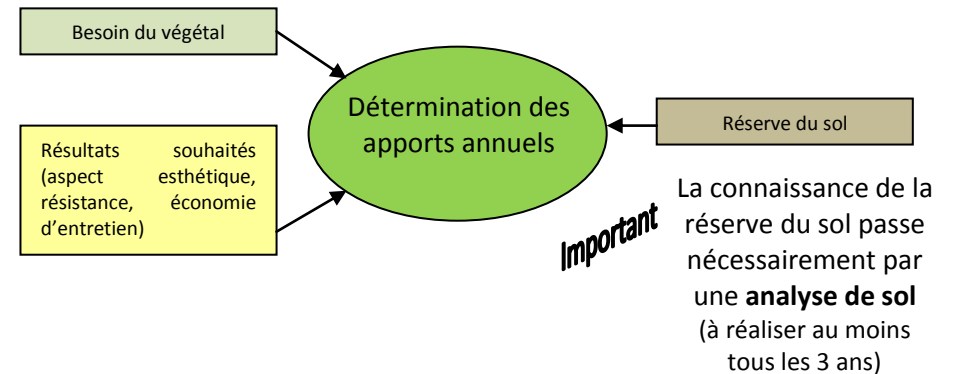 Besoin du végétal
Détermination des
apports annuels
Résultats souhaités
(aspect esthétique,
résistance, économie
d'entretien)
Réserve du sol
Important
La connaissance de la
réserve du sol passe
nécessairement par
une analyse de sol
(à réaliser au moins
tous les 3 ans)